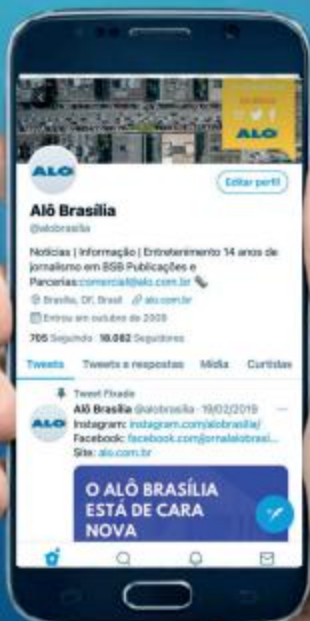 ALÔ
ALÔ
Editar perfil
Alô Brasília
@alobrasilia
Notícias | Informação | Entretenimento 14 anos de
jornalismo em BSB Publicações e
Parcerias:comercial@alo.com.br
Brasília, DF, Brasil alo.com.br
Entrou em outubro de 2009
705 Seguindo 18.082 Seguidores
Tweets Tweets e respostas Mídia Curtidas
Tweet Fixado
Alô Brasília @alobrasilia · 19/02/2019
ALÔ
Instagram: instagram.com/alobrasilia/
Facebook: facebook.com/jornalalobrasi...
Site: alo.com.br
O ALÔ BRASÍLIA
ESTÁ DE CARA
NOVA